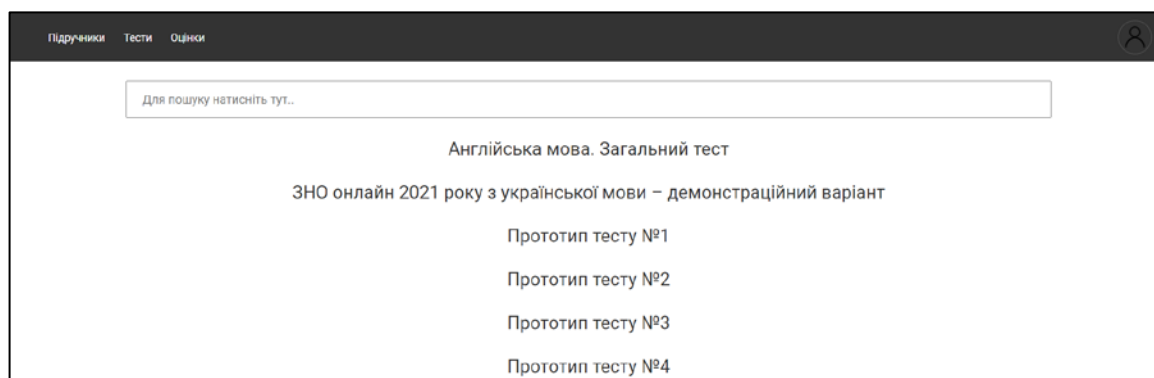 Підручники Тести Оцінки
Для пошуку натисніть тут..
Англійська мова. Загальний тест
ЗНО онлайн 2021 року з української мови – демонстраційний варіант
Прототип тесту №1
Прототип тесту №2
Прототип тесту №3
Прототип тесту №4